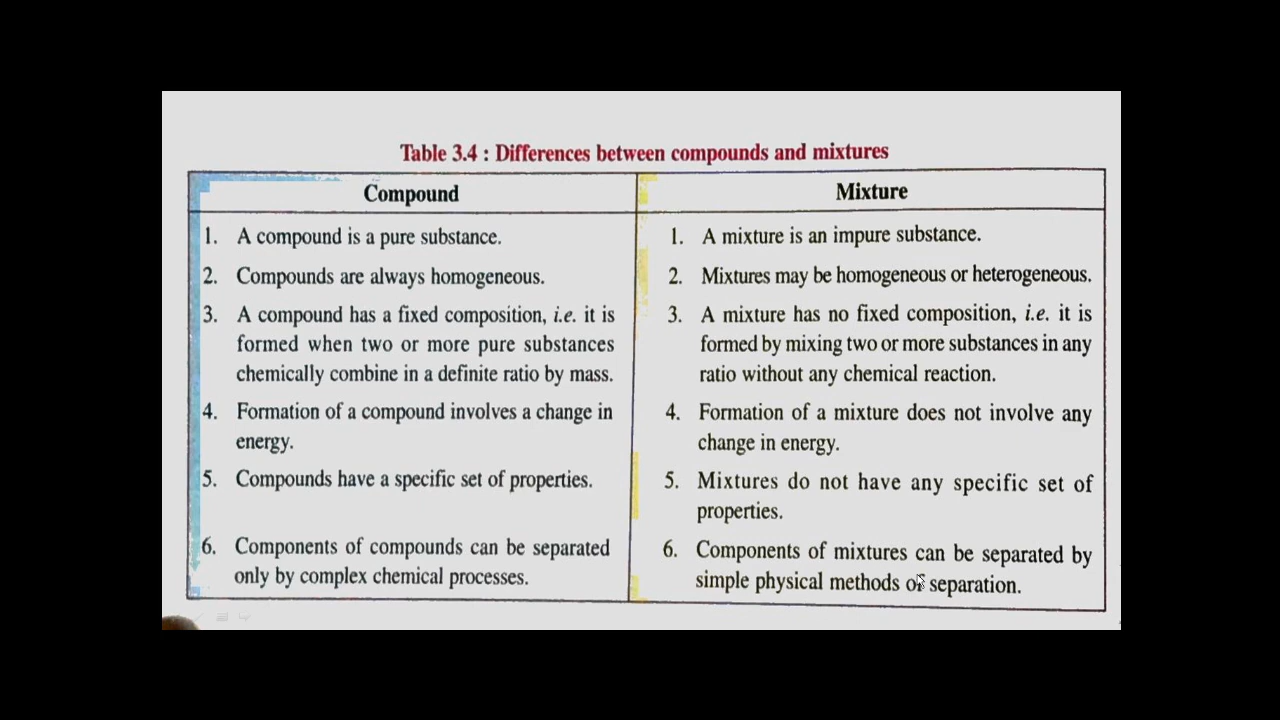 Table 3.4 : Differences between compounds and mixtures
Compound
1. A compound is a pure substance.
2. Compounds are always homogeneous.
3. A compound has a fixed composition, i.e. it is
formed when two or more pure substances
chemically combine in a definite ratio by mass.
4. Formation of a compound involves a change in
energy.
5. Compounds have a specific set of properties.
6. Components of compounds can be separated
only by complex chemical processes.
Mixture
1. A mixture is an impure substance.
2. Mixtures may be homogeneous or heterogeneous.
3. A mixture has no fixed composition, i.e. it is
formed by mixing two or more substances in any
ratio without any chemical reaction.
4. Formation of a mixture does not involve any
change in energy.
5. Mixtures do not have any specific set of
properties.
6. Components of mixtures can be separated by
simple physical methods of separation.